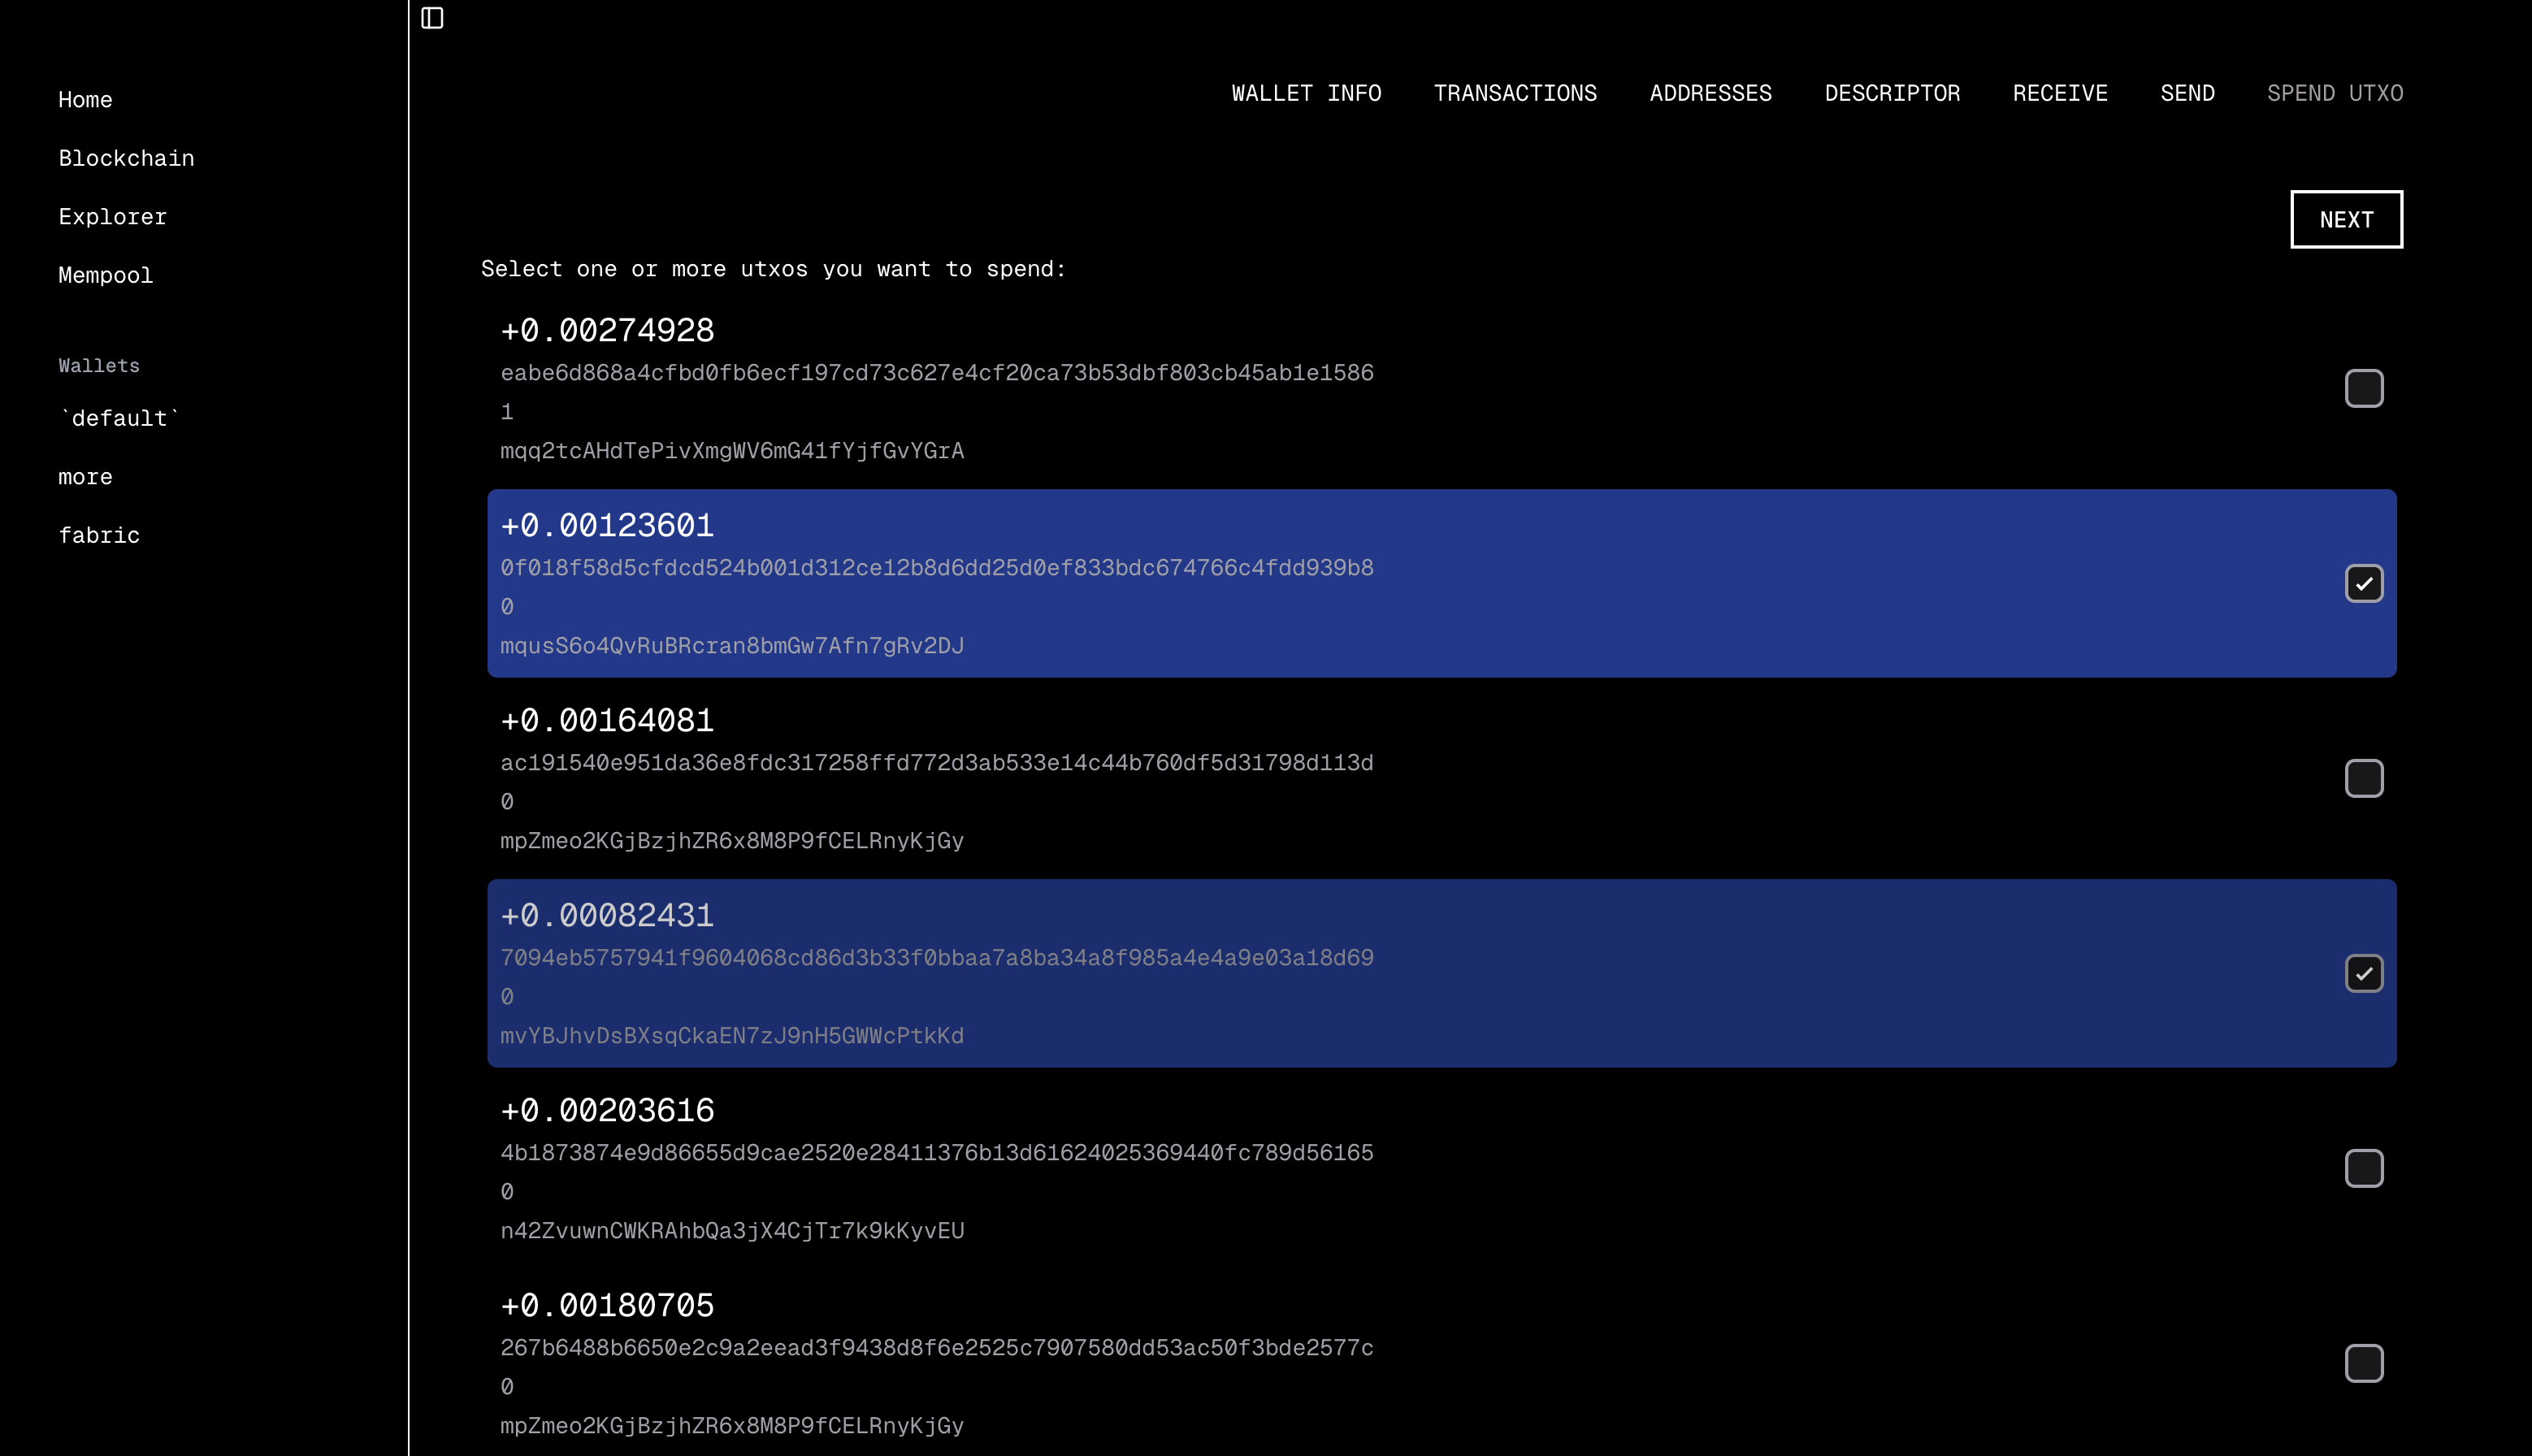 Home
Blockchain
Explorer
Mempool
Wallets
`default`
more
fabric
WALLET INFO TRANSACTIONS ADDRESSES DESCRIPTOR RECEIVE SEND SPEND UTXO
NEXT
Select one or more utxos you want to spend:
+0.00274928
eabe6d868a4cfbd0fb6ecf197cd73c627e4cf20ca73b53dbf803cb45ab1e1586
1
mqq2tcAHdTePivXmgWV6mG41fYjfGvYGrA
+0.00123601
0f018f58d5cfdcd524b001d312ce12b8d6dd25d0ef833bdc674766c4fdd939b8
0
mqusS6o4QvRuBRcran8bmGw7Afn7gRv2DJ
+0.00164081
ac191540e951da36e8fdc317258ffd772d3ab533e14c44b760df5d31798d113d
0
mpZmeo2KGjBzjhZR6x8M8P9fCELRnyKjGy
+0.00082431
7094eb5757941f9604068cd86d3b33f0bbaa7a8ba34a8f985a4e4a9e03a18d69
0
mvYBJhvDsBXsqCkaEN7zJ9nH5GWWcPtkKd
+0.00203616
4b1873874e9d86655d9cae2520e28411376b13d61624025369440fc789d56165
0
n42ZvuwnCWKRAhbQa3jX4CjTr7k9kKyvEU
+0.00180705
267b6488b6650e2c9a2eead3f9438d8f6e2525c7907580dd53ac50f3bde2577c
0
mpZmeo2KGjBzjhZR6x8M8P9fCELRnyKjGy